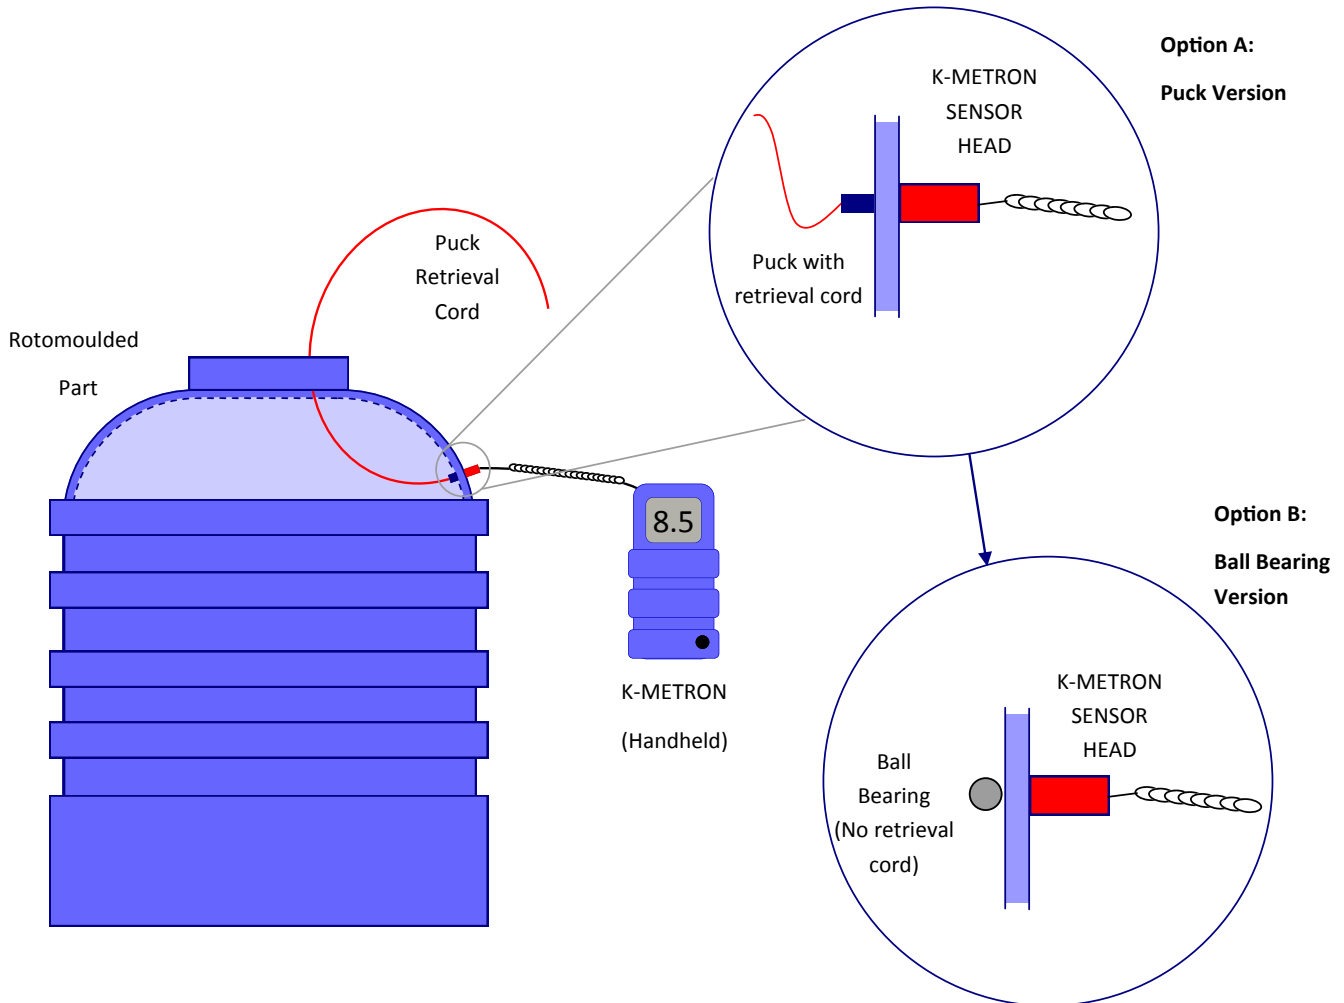 Option A:
Puck Version
K-METRON
SENSOR
HEAD
Puck with
retrieval cord
Puck
Retrieval
Cord
Rotomoulded
Part
8.5
K-METRON
(Handheld)
Option B:
Ball Bearing
Version
K-METRON
SENSOR
HEAD
Ball
Bearing
(No retrieval
cord)